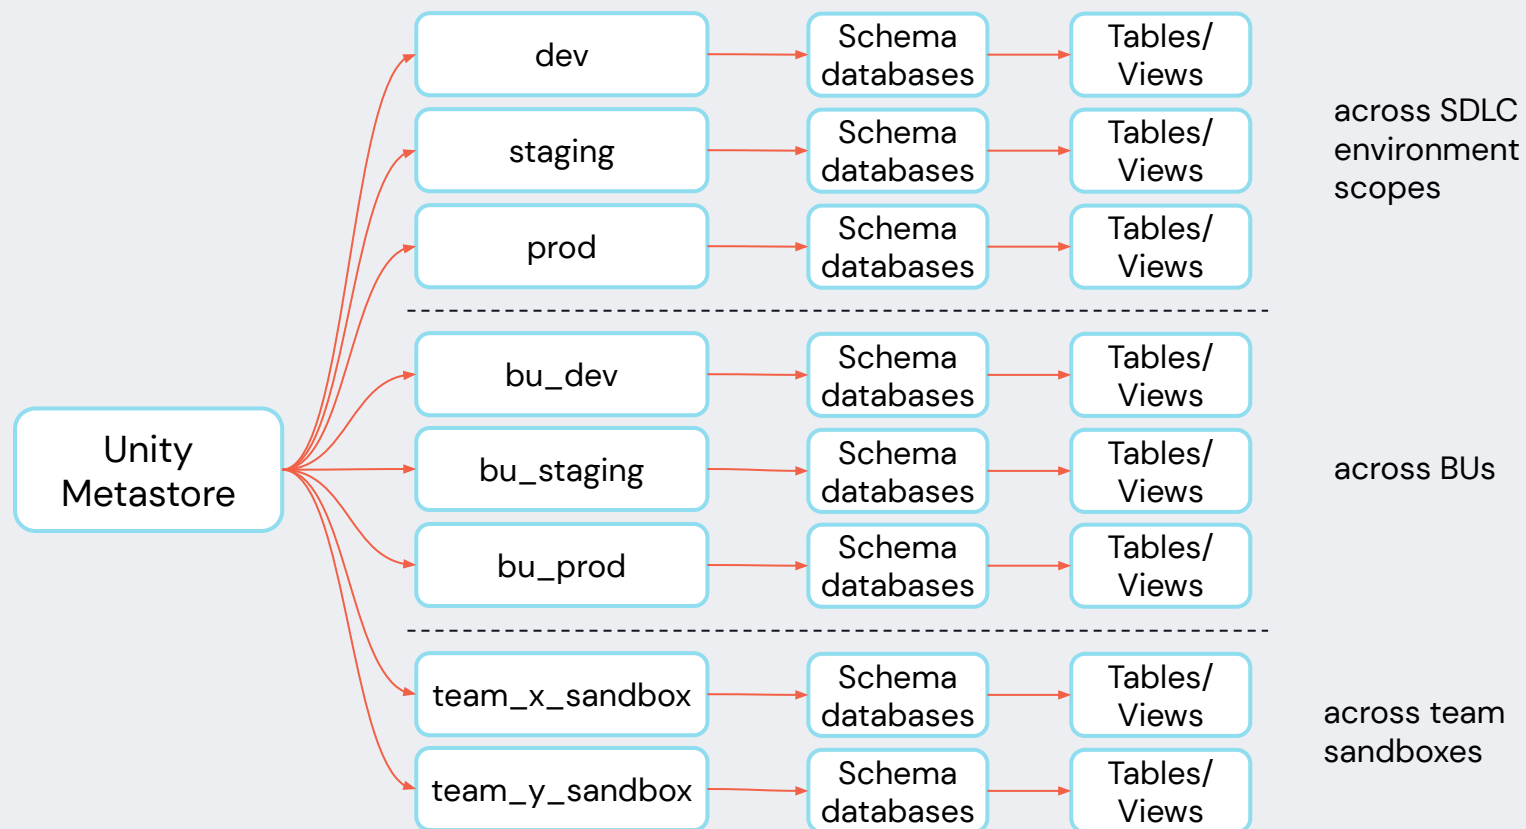 Unity
Metastore
dev
Schema
databases
Tables/
Views
staging
Schema
databases
Tables/
Views
prod
Schema
databases
Tables/
Views
across SDLC
environment
scopes
bu_dev
Schema
databases
Tables/
Views
bu_staging
Schema
databases
Tables/
Views
bu_prod
Schema
databases
Tables/
Views
across BUs
team_x_sandbox
Schema
databases
Tables/
Views
team_y_sandbox
Schema
databases
Tables/
Views
across team
sandboxes